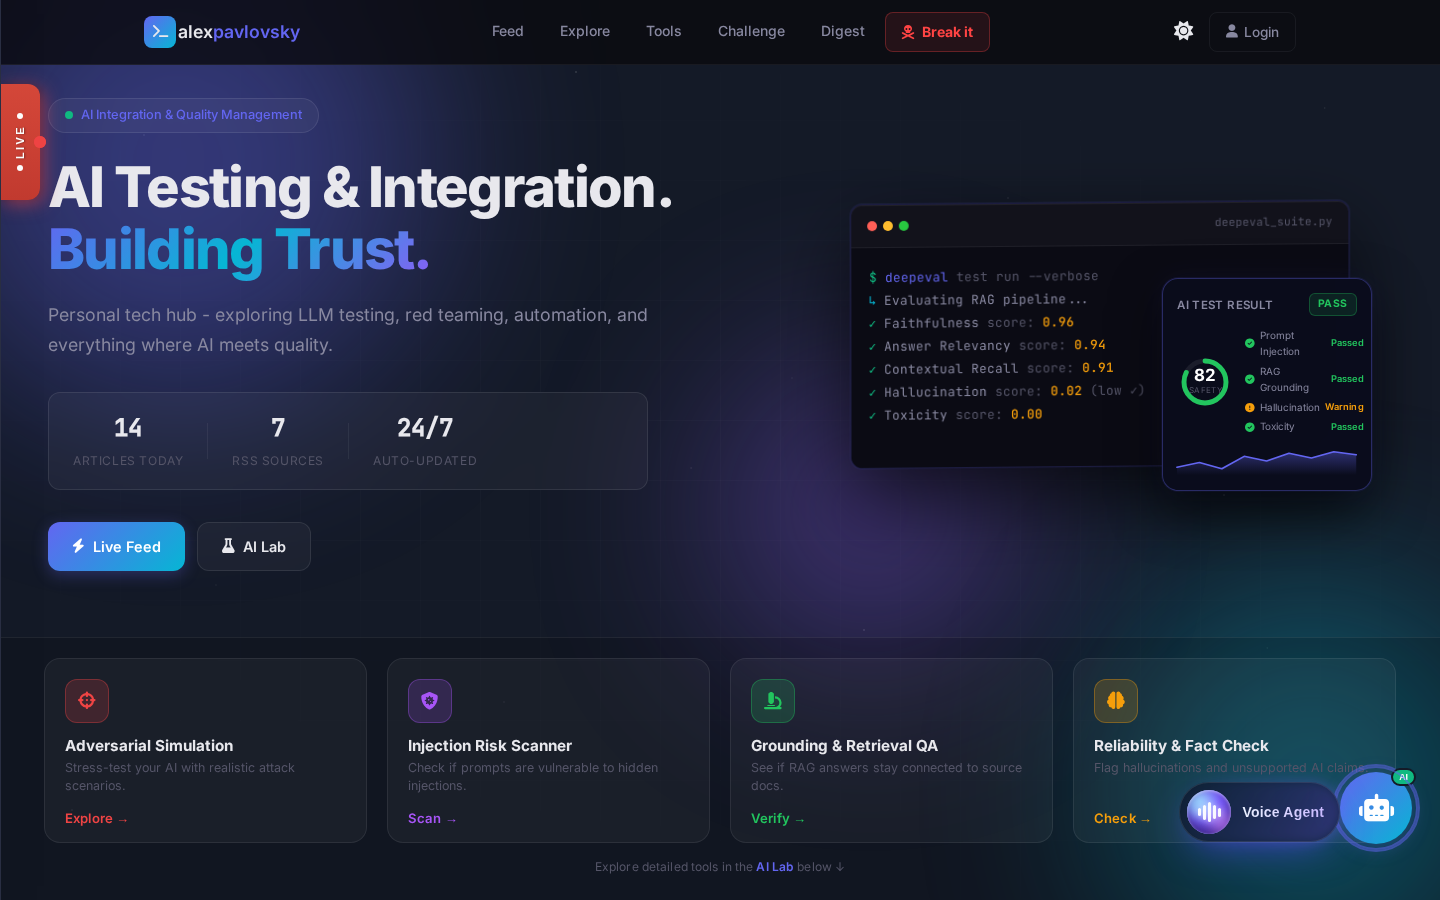 alexpavlovsky
Feed
Explore
Tools
Challenge
Digest
Break it
Login
LIVE
AI Integration & Quality Management
AI Testing & Integration.
Building Trust.
Personal tech hub - exploring LLM testing, red teaming, automation, and
everything where AI meets quality.
14
ARTICLES TODAY
7
RSS SOURCES
24/7
AUTO-UPDATED
Live Feed
AI Lab
deepeval_suite.py
$ deepeval test run --verbose
↳ Evaluating RAG pipeline...
✓ Faithfulness score: 0.96
✓ Answer Relevancy score: 0.94
✓ Contextual Recall score: 0.91
✓ Hallucination score: 0.02 (low ✓)
✓ Toxicity score: 0.00
AI TEST RESULT
PASS
82
SAFETY
Prompt
Injection
Passed
RAG
Grounding
Passed
Hallucination
Warning
Toxicity
Passed
Adversarial Simulation
Stress-test your AI with realistic attack
scenarios.
Explore →
Injection Risk Scanner
Check if prompts are vulnerable to hidden
injections.
Scan →
Grounding & Retrieval QA
See if RAG answers stay connected to source
docs.
Verify →
Reliability & Fact Check
Flag hallucinations and unsupported AI claims.
Check →
Voice Agent
AI
Explore detailed tools in the AI Lab below ↓